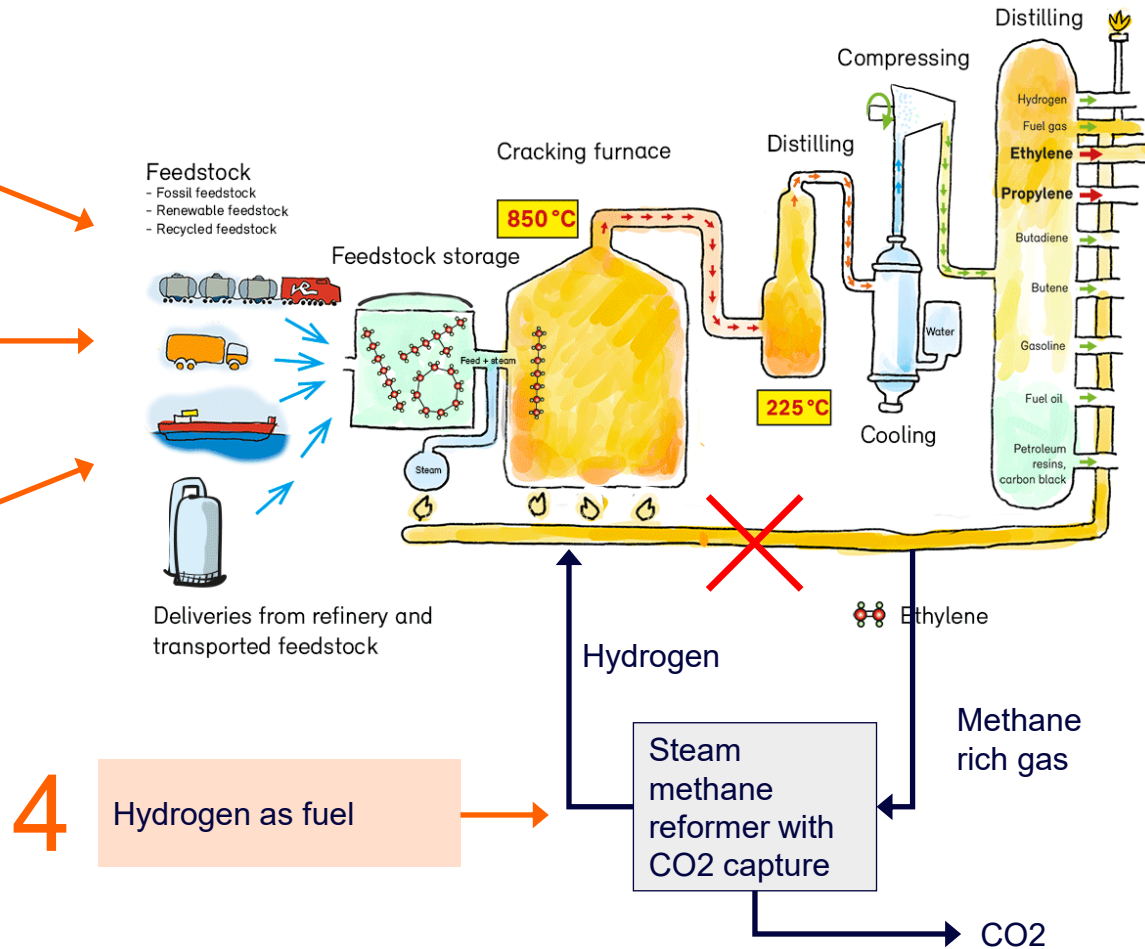 Distilling
Compressing
Hydrogen
Fuel gas
Ethylene
Propylene
Butadiene
Butene
Gasoline
Fuel oil
Petroleum
resins,
carbon black
Distilling
Cracking furnace
850 °C
Feedstock
- Fossil feedstock
- Renewable feedstock
- Recycled feedstock
Feedstock storage
Feed + steam
Steam
Water
225 °C
Cooling
Deliveries from refinery and
transported feedstock
Ethylene
Hydrogen
Methane
rich gas
Steam
methane
reformer with
CO2 capture
4
Hydrogen as fuel
CO2